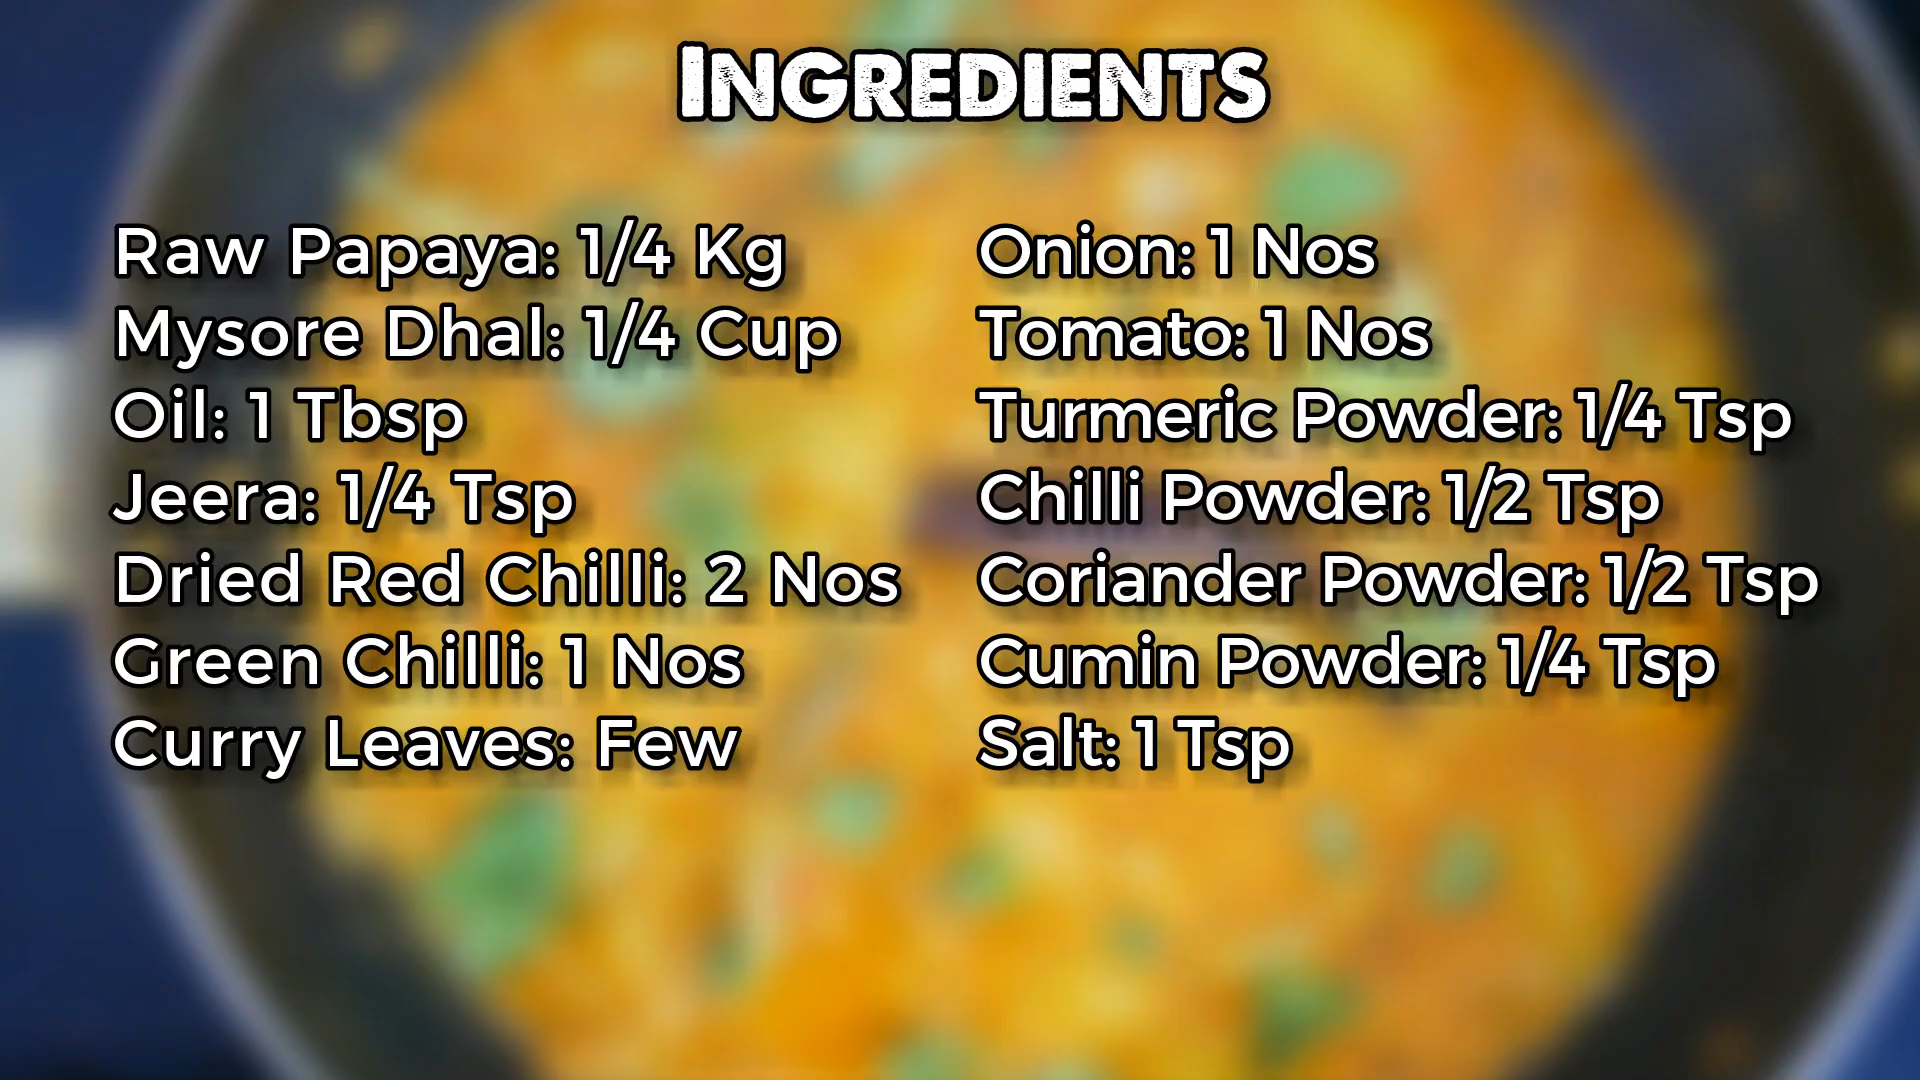 INGREDIENTS
Raw Papaya: 1/4 Kg
Mysore Dhal: 1/4 Cup
Oil: 1 Tbsp
Jeera: 1/4 Tsp
Dried Red Chilli: 2 Nos
Green Chilli: 1 Nos
Curry Leaves: Few
Onion: 1 Nos
Tomato: 1 Nos
Turmeric Powder: 1/4 Tsp
Chilli Powder: 1/2 Tsp
Coriander Powder: 1/2 Tsp
Cumin Powder: 1/4 Tsp
Salt: 1 Tsp